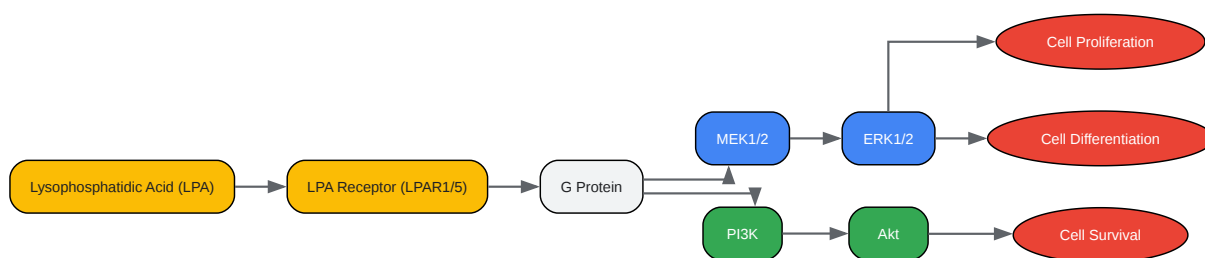 Cell Proliferation
MEK1/2
ERK1/2
Cell Differentiation
Lysophosphatidic Acid (LPA)
LPA Receptor (LPAR1/5)
G Protein
PI3K
Akt
Cell Survival